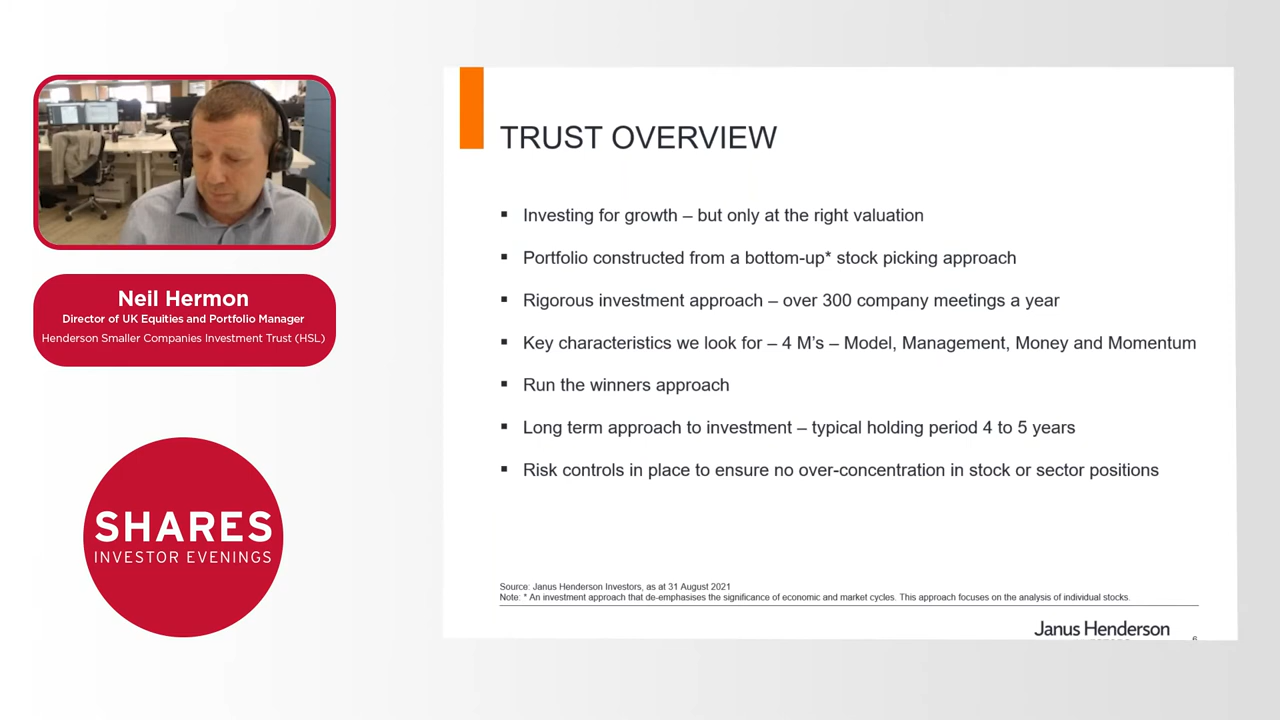 Neil Hermon
Director of UK Equities and Portfolio Manager
Henderson Smaller Companies Investment Trust (HSL)
SHARES
INVESTOR EVENINGS
TRUST OVERVIEW
▪ Investing for growth – but only at the right valuation
▪ Portfolio constructed from a bottom-up* stock picking approach
▪ Rigorous investment approach – over 300 company meetings a year
▪ Key characteristics we look for – 4 M's – Model, Management, Money and Momentum
▪ Run the winners approach
▪ Long term approach to investment – typical holding period 4 to 5 years
▪ Risk controls in place to ensure no over-concentration in stock or sector positions
Source: Janus Henderson Investors, as at 31 August 2021
Note: * An investment approach that de-emphasises the significance of economic and market cycles. This approach focuses on the analysis of individual stocks.
Janus Henderson